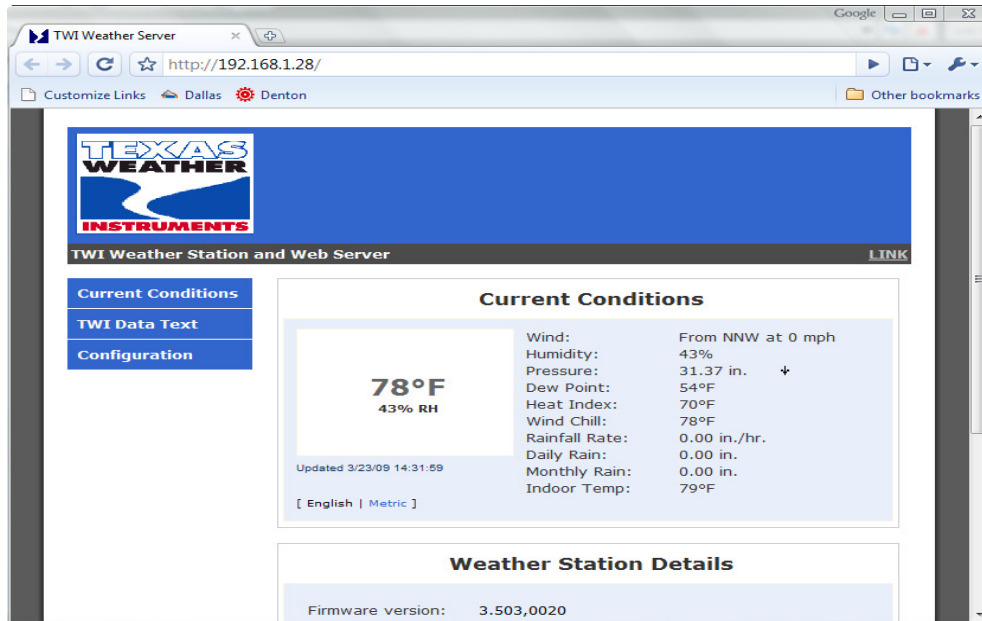 Google
TWI Weather Server
http://192.168.1.28/
Customize Links Dallas Denton Other bookmarks
TEXAS
WEATHER
INSTRUMENTS
TWI Weather Station and Web Server LINK
Current Conditions
TWI Data Text
Configuration
Current Conditions
78°F
43% RH
Updated 3/23/09 14:31:59
[ English | Metric ]
Wind: From NNW at 0 mph
Humidity: 43%
Pressure: 31.37 in.
Dew Point: 54°F
Heat Index: 70°F
Wind Chill: 78°F
Rainfall Rate: 0.00 in./hr.
Daily Rain: 0.00 in.
Monthly Rain: 0.00 in.
Indoor Temp: 79°F
Weather Station Details
Firmware version: 3.503,0020